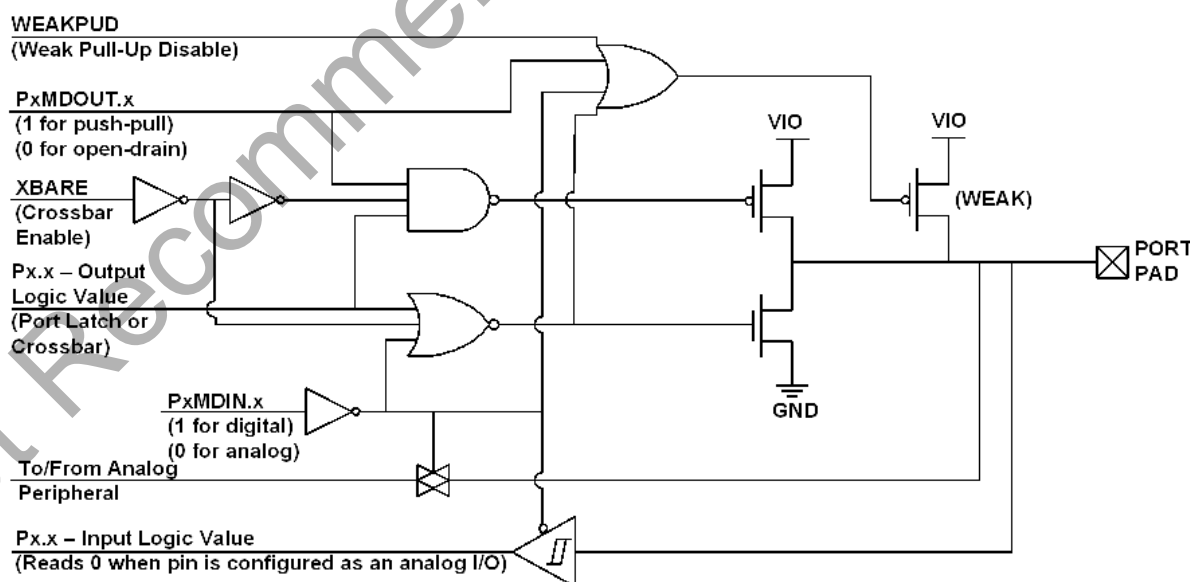 WEAKPUD
(Weak Pull-Up Disable)
PxMDOUT.x
(1 for push-pull)
(0 for open-drain)
XBARE
(Crossbar
Enable)
Px.x – Output
Logic Value
(Port Latch or
Crossbar)
PxMDIN.x
(1 for digital)
(0 for analog)
To/From Analog
Peripheral
Px.x – Input Logic Value
(Reads 0 when pin is configured as an analog I/O)
VIO
VIO
(WEAK)
PORT
PAD
GND